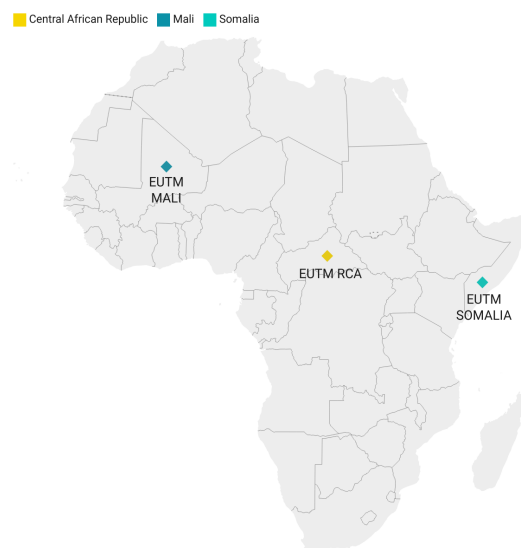 Central African Republic Mali Somalia
EUTM
MALI
EUTM RCA
EUTM
SOMALIA